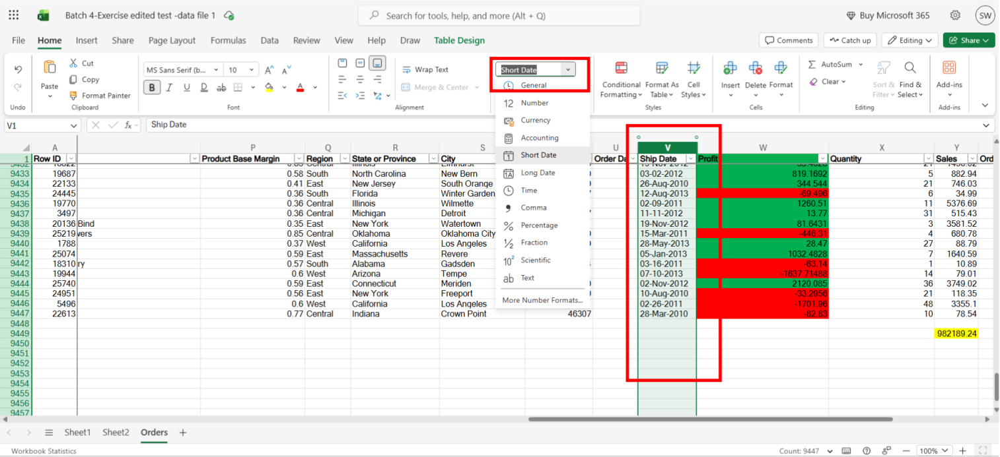 Batch 4-Exercise edited test -data file 1
Search for tools, help, and more (Alt + Q)
Buy Microsoft 365
SW
File Home Insert Share Page Layout Formulas Data Review View Help Draw Table Design
Comments Catch up Editing Share
Paste Cut
Copy
Format Painter
MS Sans Serif (b... 10
B I U D ab
Wrap Text
Merge & Center
Short Date
General
12 Number
Currency
Accounting
Short Date
Long Date
Time
Comma
Percentage
Fraction
Scientific
ab Text
More Number Formats...
Conditional Formatting Format As Table Cell Styles
Insert Delete Format
AutoSum
Clear
Sort & Filter Find & Select
Add-ins
Undo Clipboard Font Alignment Styles Cells Editing Add-ins
V1 fx Ship Date
A P Q R S U V W X Y
1 Row ID Product Base Margin Region State or Province City Order Da Ship Date Profit Quantity Sales Ord
9433 19687 0.58 South North Carolina New Bern 03-02-2012 819.1692 5 882.94
9434 22133 0.41 East New Jersey South Orange 26-Aug-2010 344.544 21 746.03
9435 24445 0.36 South Florida Winter Garden 12-Aug-2013 -69.496 6 34.99
9436 19770 0.36 Central Illinois Wilmette 02-09-2011 1260.51 11 5376.69
9437 3497 0.36 Central Michigan Detroit 11-11-2012 13.77 31 515.43
9438 20136 Bind 0.35 East New York Watertown 19-Nov-2012 81.6431 3 3581.52
9439 25219 vers 0.85 Central Oklahoma Oklahoma City 15-Mar-2011 -446.31 4 680.78
9440 1788 0.37 West California Los Angeles 28-May-2013 28.47 27 88.79
9441 25074 0.59 East Massachusetts Revere 05-Jan-2013 1032.4828 7 1640.59
9442 18310 ry 0.57 South Alabama Gadsden 03-16-2011 -63.14 1 10.89
9443 19944 0.6 West Arizona Tempe 07-10-2013 -1637.71488 14 79.01
9444 25740 0.59 East Connecticut Meriden 02-Nov-2012 2120.085 36 3749.02
9445 24951 0.56 East New York Freeport 10-Aug-2010 -33.2956 21 118.35
9446 5496 0.6 West California Los Angeles 02-26-2011 -1701.96 48 3355.1
9447 22613 0.77 Central Indiana Crown Point 46307 28-Mar-2010 -82.83 10 78.54
9448
9449 982189.24
9450
9451
9452
9453
9454
9455
9456
9457
Sheet1 Sheet2 Orders
Workbook Statistics Count: 9447 100%